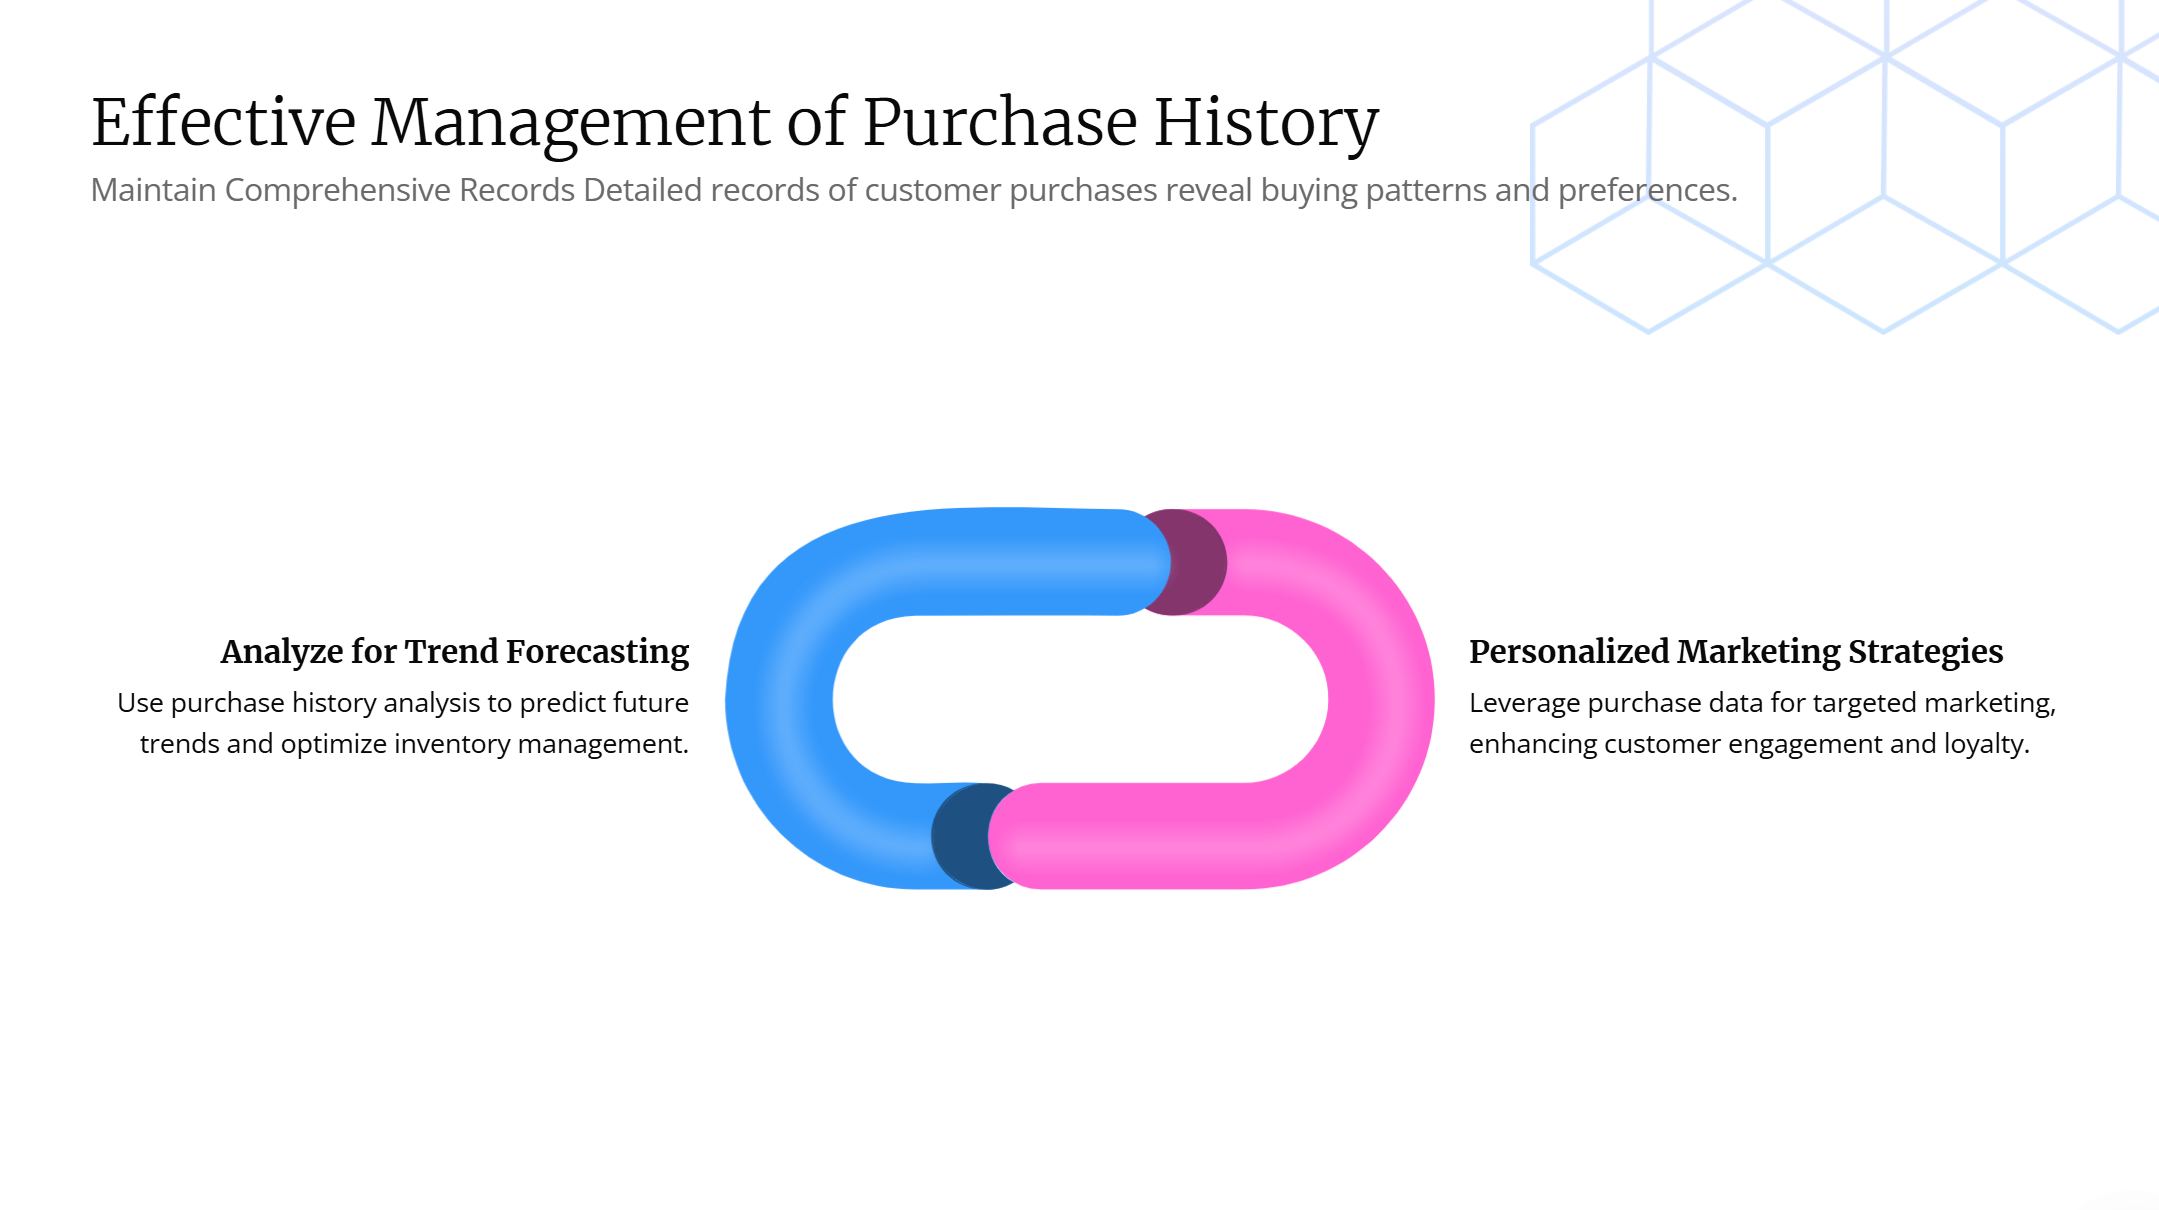 Effective Management of Purchase History
Maintain Comprehensive Records Detailed records of customer purchases reveal buying patterns and preferences.
Analyze for Trend Forecasting
Use purchase history analysis to predict future
trends and optimize inventory management.
Personalized Marketing Strategies
Leverage purchase data for targeted marketing,
enhancing customer engagement and loyalty.